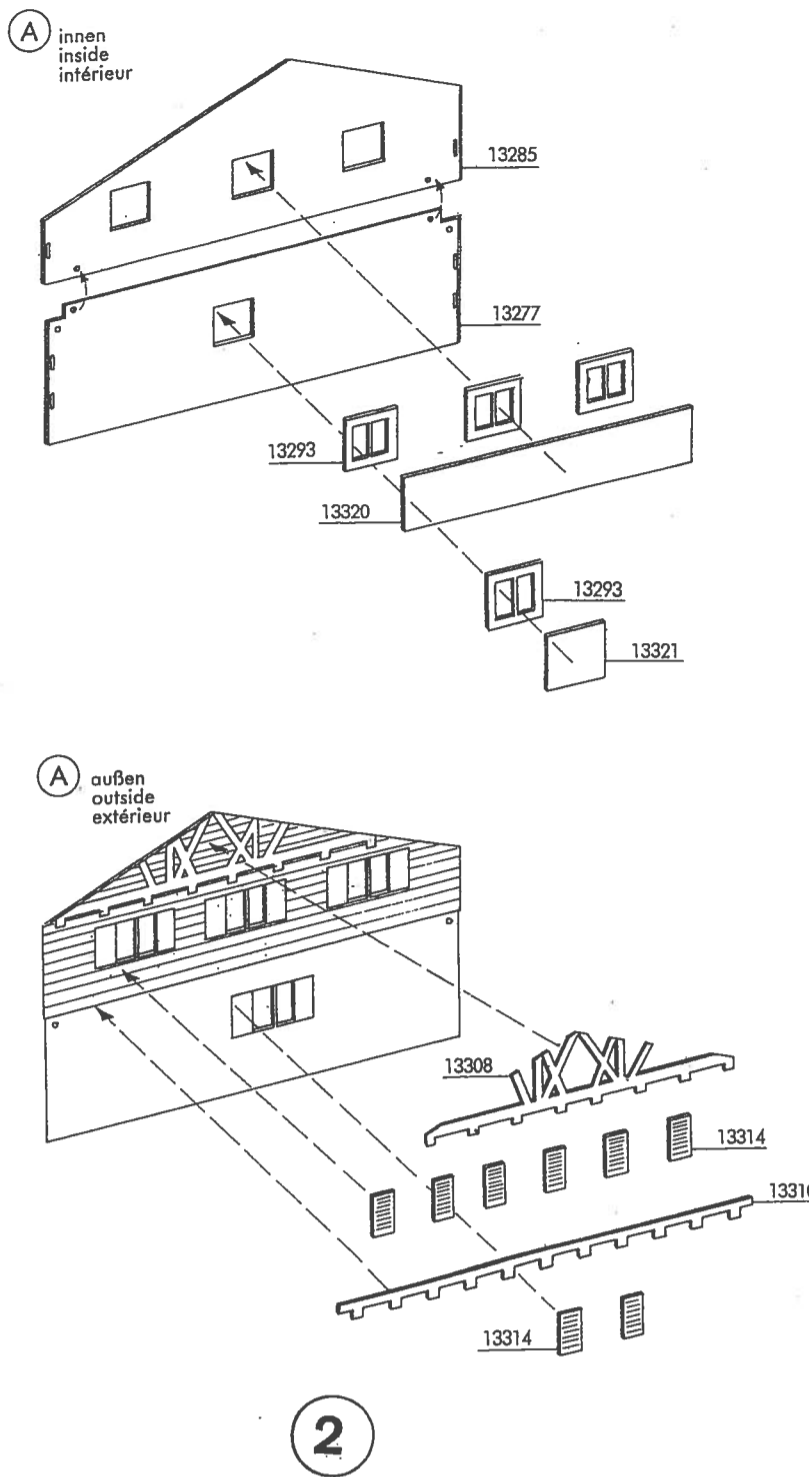 A
innen
inside
intérieur
13285
13277
13293
13320
13293
13321
A
außen
outside
extérieur
13308
13314
13314
2